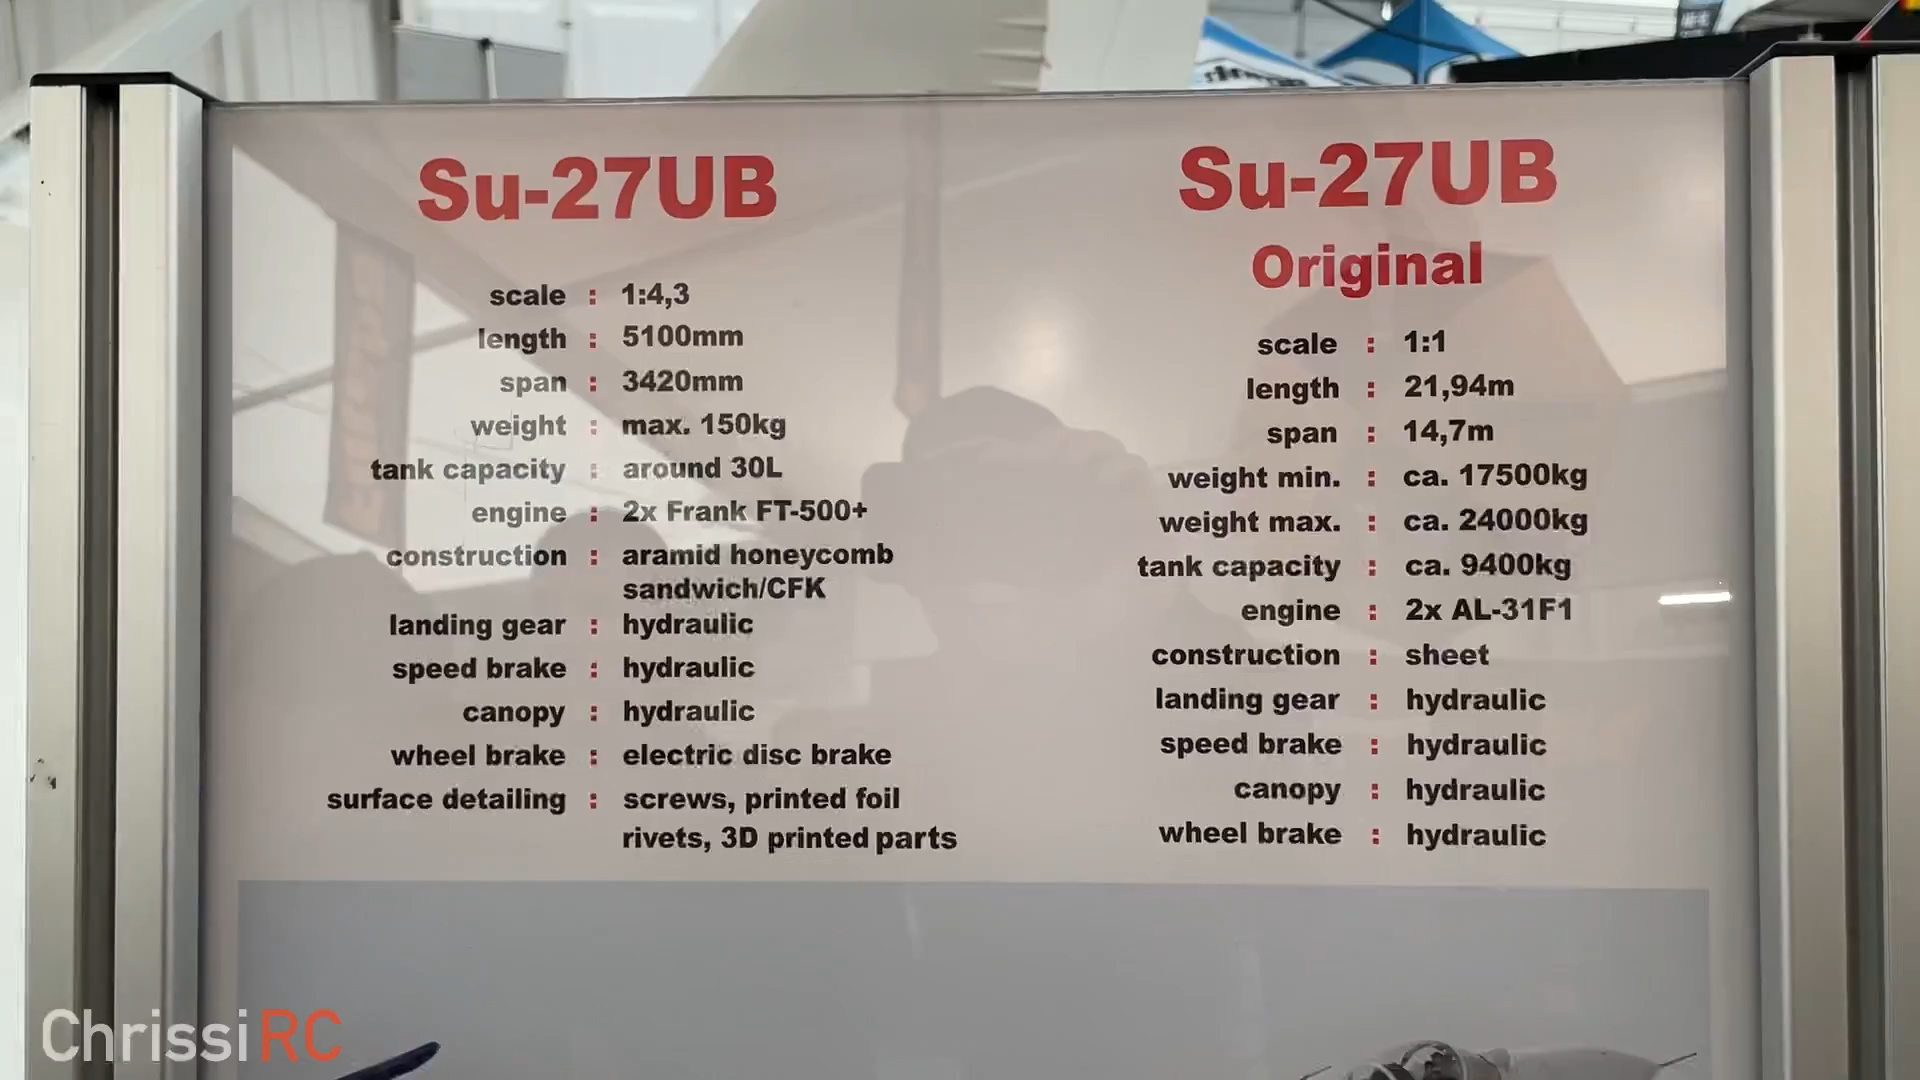 Su-27UB
scale : 1:4,3
length : 5100mm
span : 3420mm
weight : max. 150kg
tank capacity : around 30L
engine : 2x Frank FT-500+
construction : aramid honeycomb
sandwich/CFK
landing gear : hydraulic
speed brake : hydraulic
canopy : hydraulic
wheel brake : electric disc brake
surface detailing : screws, printed foil
rivets, 3D printed parts
Su-27UB
Original
scale : 1:1
length : 21,94m
span : 14,7m
weight min. : ca. 17500kg
weight max. : ca. 24000kg
tank capacity : ca. 9400kg
engine : 2x AL-31F1
construction : sheet
landing gear : hydraulic
speed brake : hydraulic
canopy : hydraulic
wheel brake : hydraulic
ChrissiRC